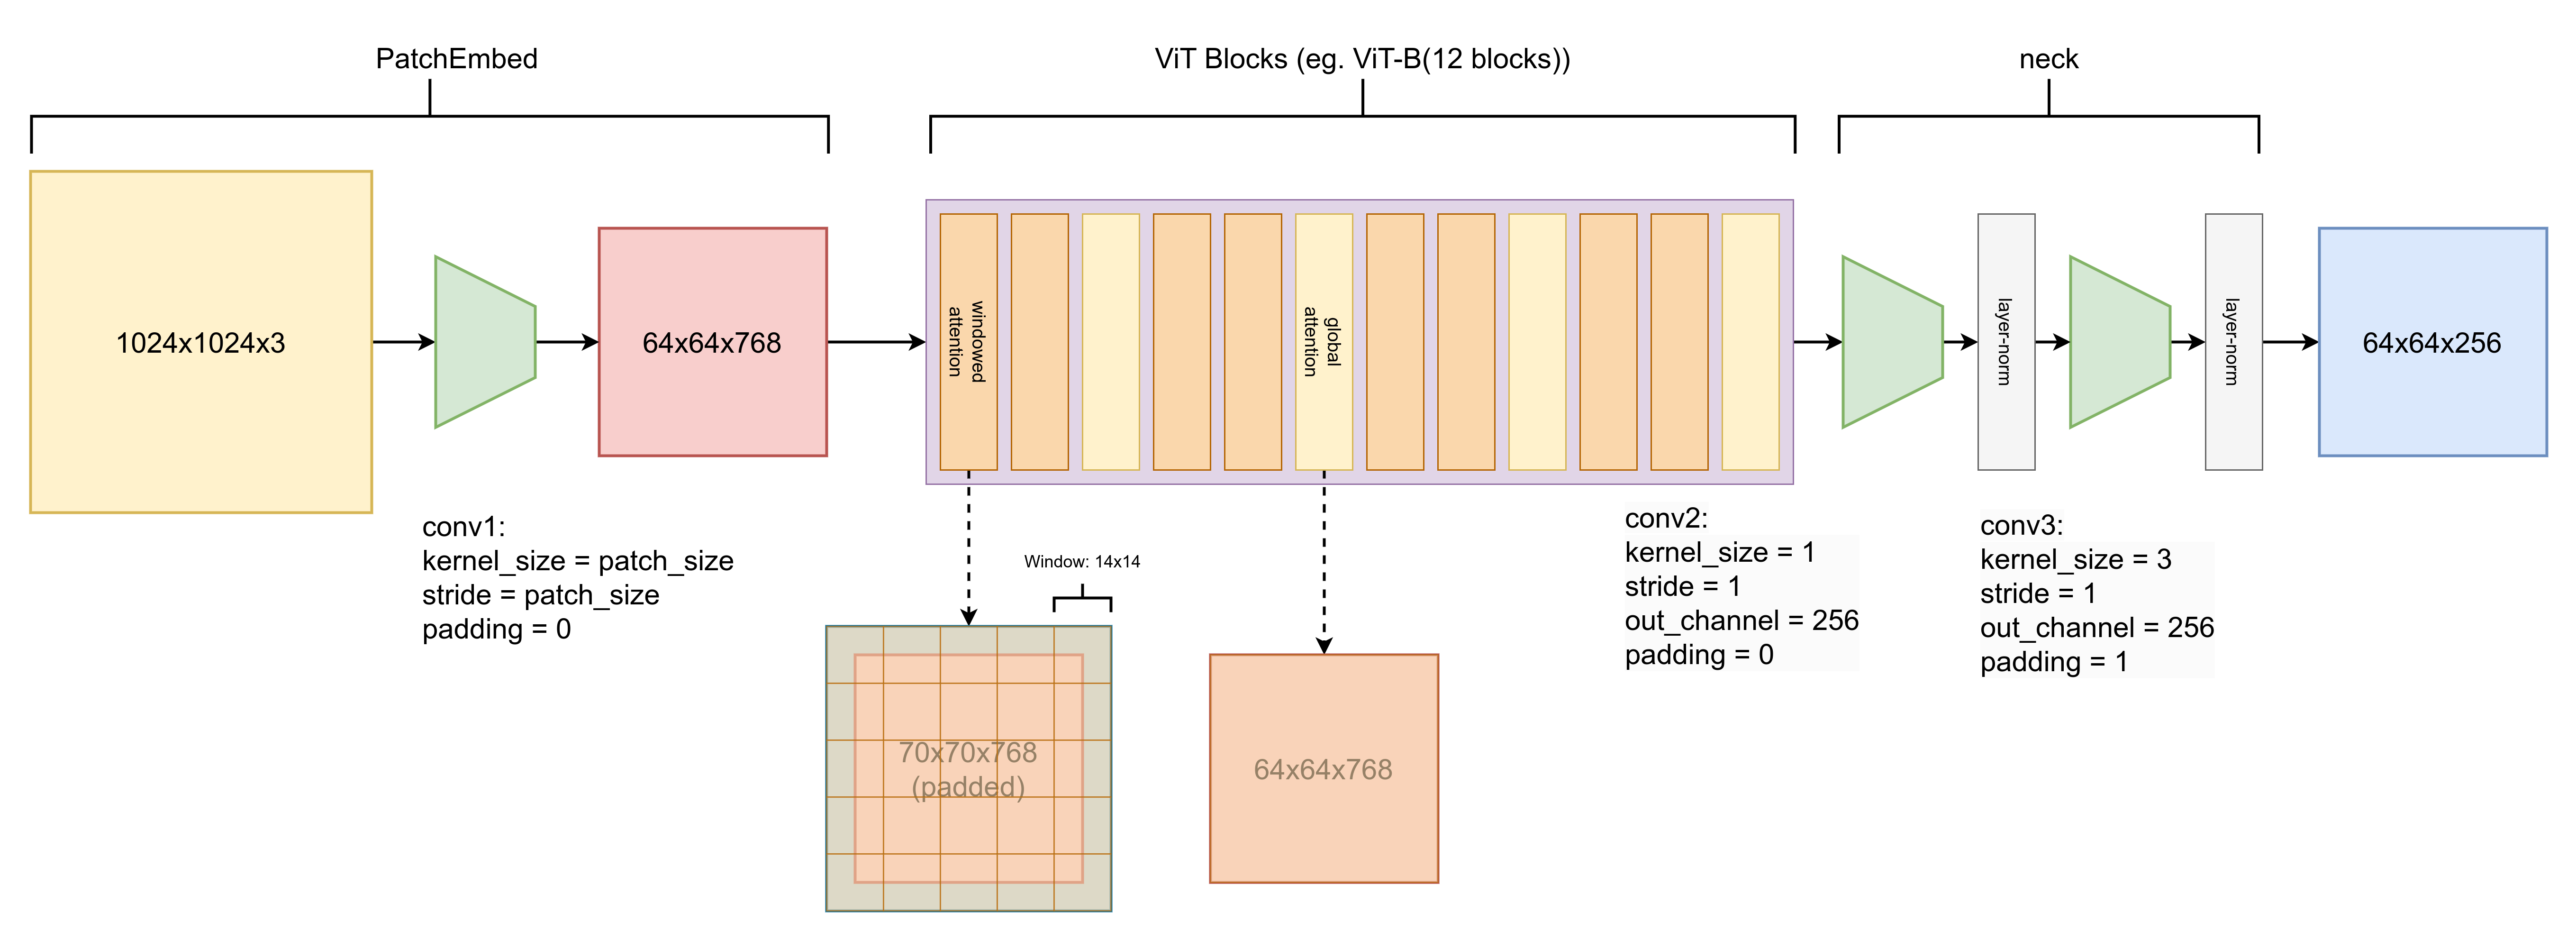 PatchEmbed
ViT Blocks (eg. ViT-B(12 blocks))
neck
1024x1024x3
64x64x768
windowed
attention
global
attention
layer-norm
layer-norm
64x64x256
conv1:
kernel_size = patch_size
stride = patch_size
padding = 0
Window: 14x14
70x70x768
(padded)
64x64x768
conv2:
kernel_size = 1
stride = 1
out_channel = 256
padding = 0
conv3:
kernel_size = 3
stride = 1
out_channel = 256
padding = 1